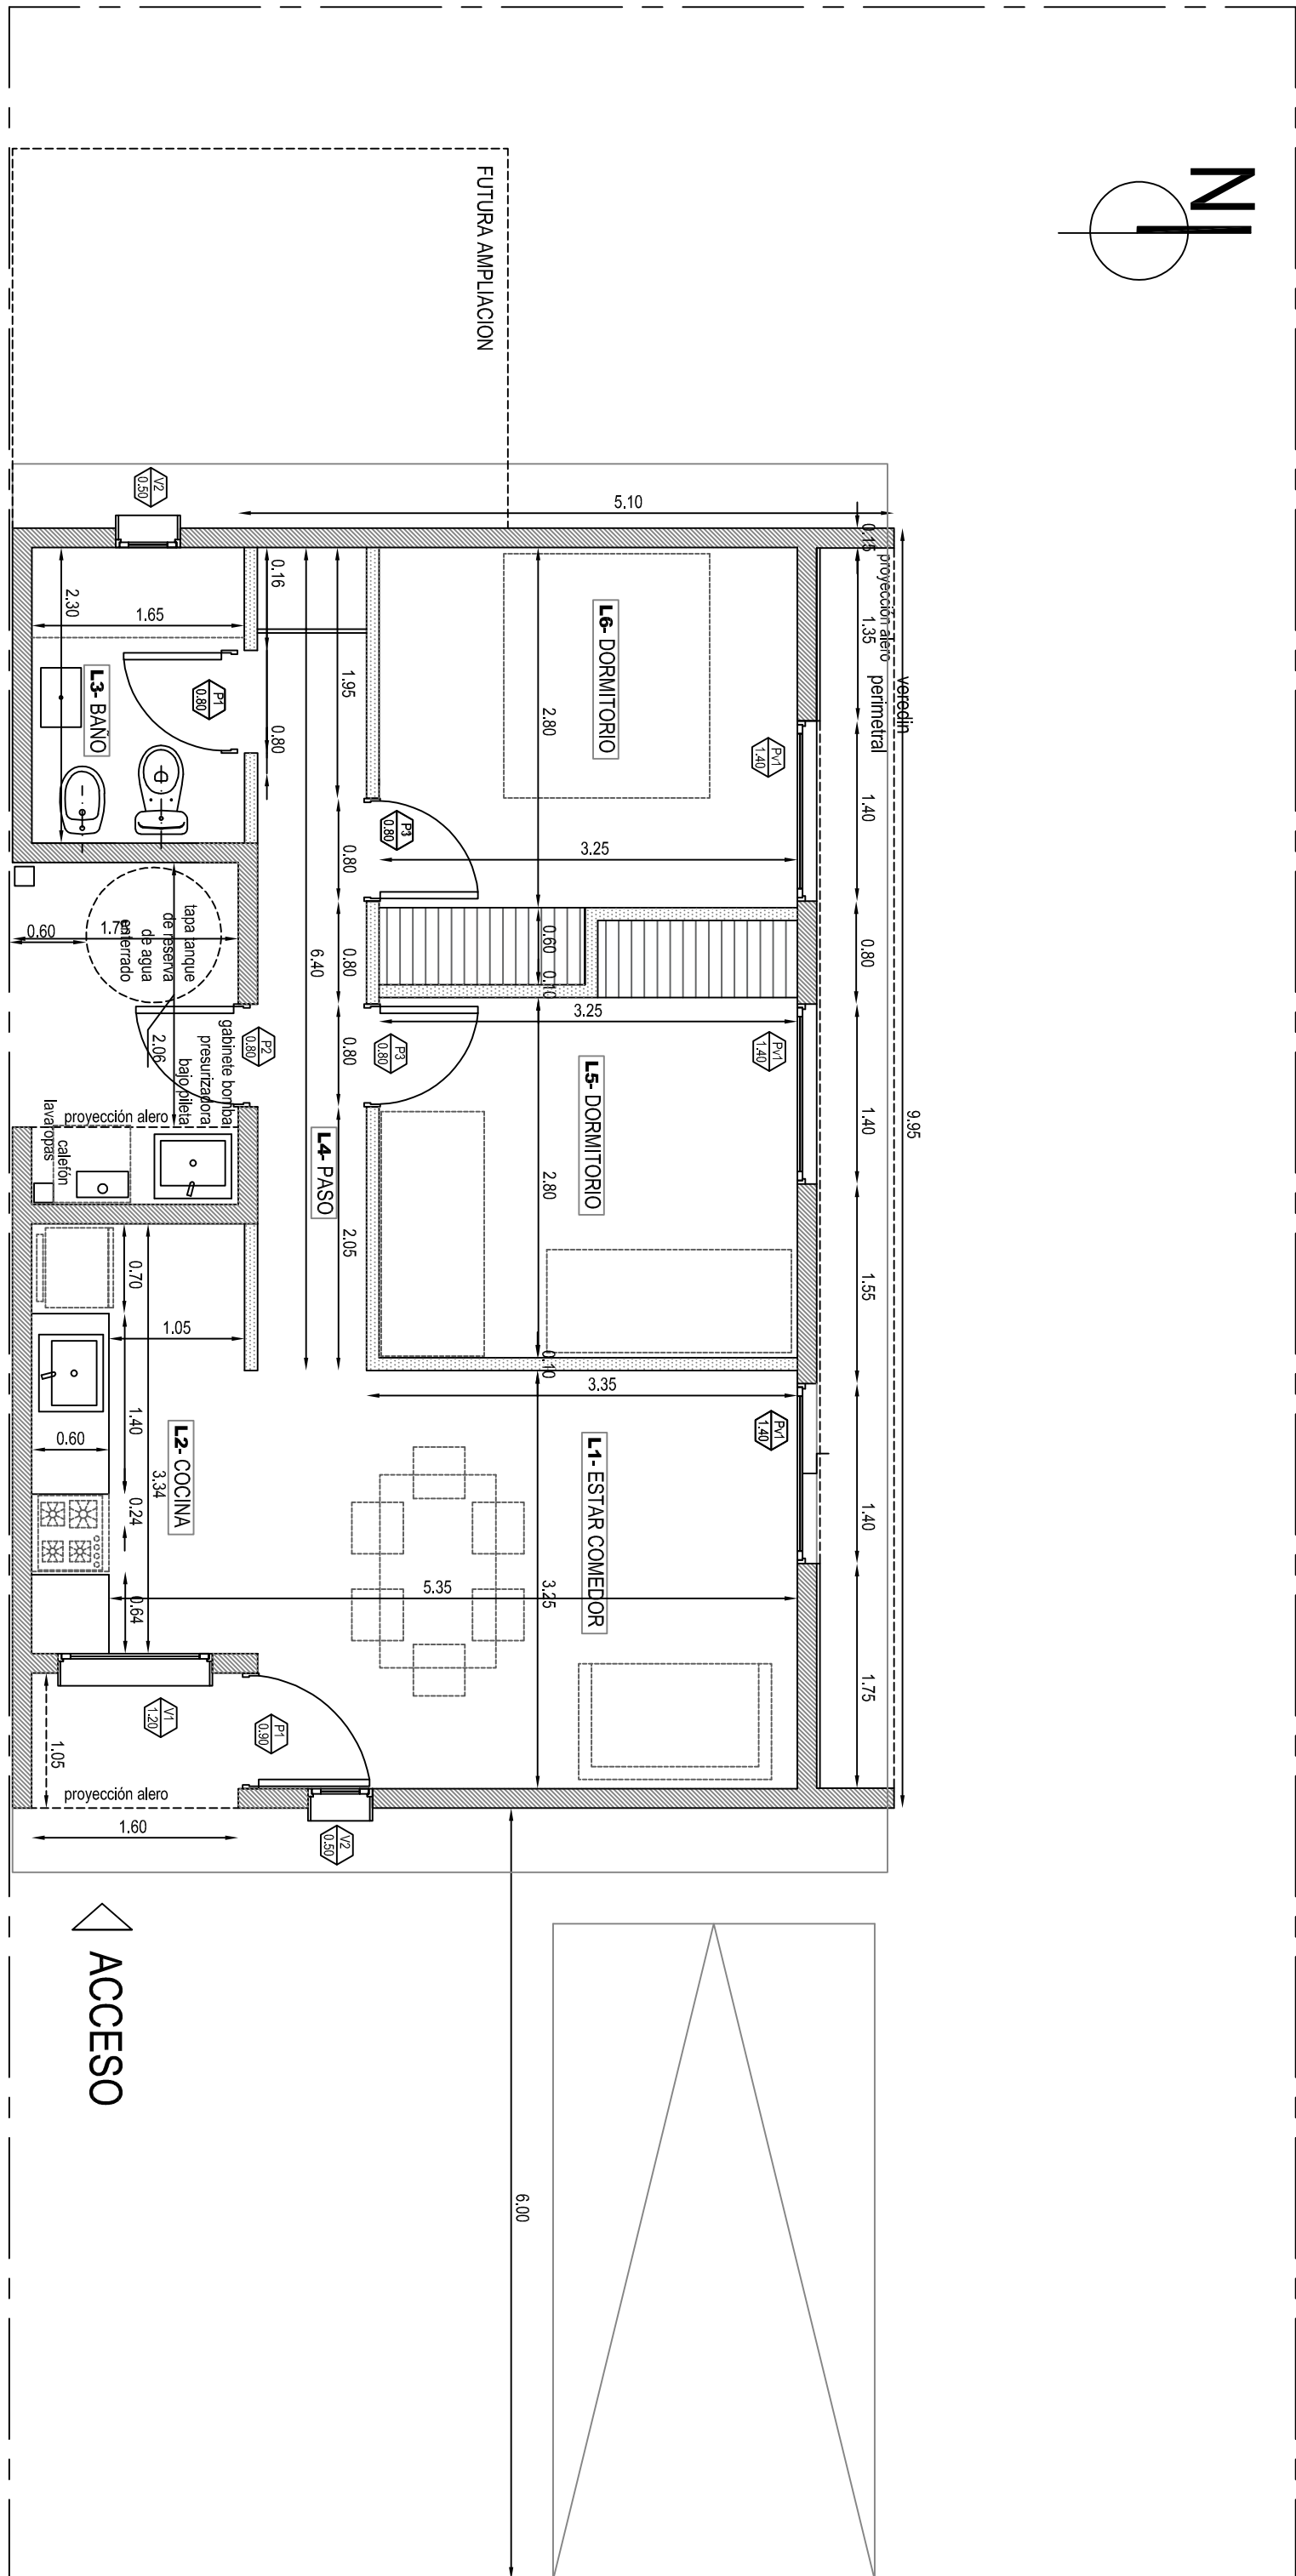 N
FUTURA AMPLIACION
V2
0.50
5.10
0.15
proyección alero
1.35
veredin
perimetral
0.16
2.30
1.65
L6- DORMITORIO
L3- BAÑO
P1
0.80
1.95
2.80
Pv1
1.40
0.80
1.40
P3
0.80
0.80
3.25
0.60
1.75
tapa tanque
de reserva
de agua
enterrado
6.40
0.80
0.60
0.10
0.80
3.25
2.06
gabinete bomba
presurizadora
bajo pileta
P2
0.80
0.80
P3
0.80
Pv1
1.40
L5- DORMITORIO
9.95
1.40
proyección alero
lavaropas
calefón
L4- PASO
2.80
2.05
0.70
1.55
1.05
0.10
3.35
1.40
0.60
L2- COCINA
3.34
0.24
Pv1
1.40
L1- ESTAR COMEDOR
1.40
5.35
3.25
0.64
1.75
V1
1.20
P1
0.90
1.05
proyección alero
1.60
V2
0.50
ACCESO
6.00